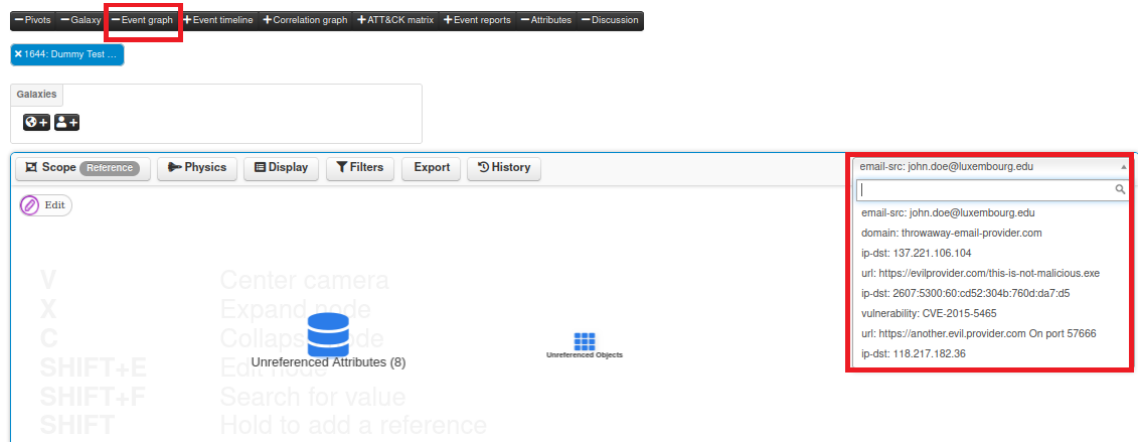 Pivots Galaxy Event graph Event timeline Correlation graph ATT&CK matrix Event reports Attributes Discussion
1644: Dummy Test ...
Galaxies
Scope Reference Physics Display Filters Export History
email-src: john.doe@luxembourg.edu
Edit
email-src: john.doe@luxembourg.edu
domain: throwaway-email-provider.com
ip-dst: 137.221.106.104
url: https://evilprovider.com/this-is-not-malicious.exe
ip-dst: 2607:5300:60:cd52:304b:760d:da7:d5
vulnerability: CVE-2015-5465
url: https://another.evil.provider.com On port 57666
ip-dst: 118.217.182.36
V Center camera
X Expand node
C Collapse node
Unreferenced Attributes (8)
Unreferenced Objects
SHIFT+E Edit node
SHIFT+F Search for value
SHIFT Hold to add a reference